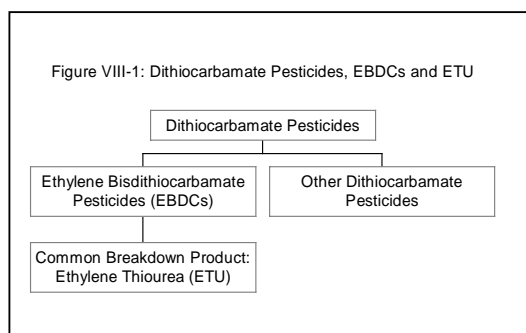 Figure VIII-1: Dithiocarbamate Pesticides, EBDCs and ETU
Dithiocarbamate Pesticides
Ethylene Bisdithiocarbamate
Pesticides (EBDCs)
Other Dithiocarbamate
Pesticides
Common Breakdown Product:
Ethylene Thiourea (ETU)